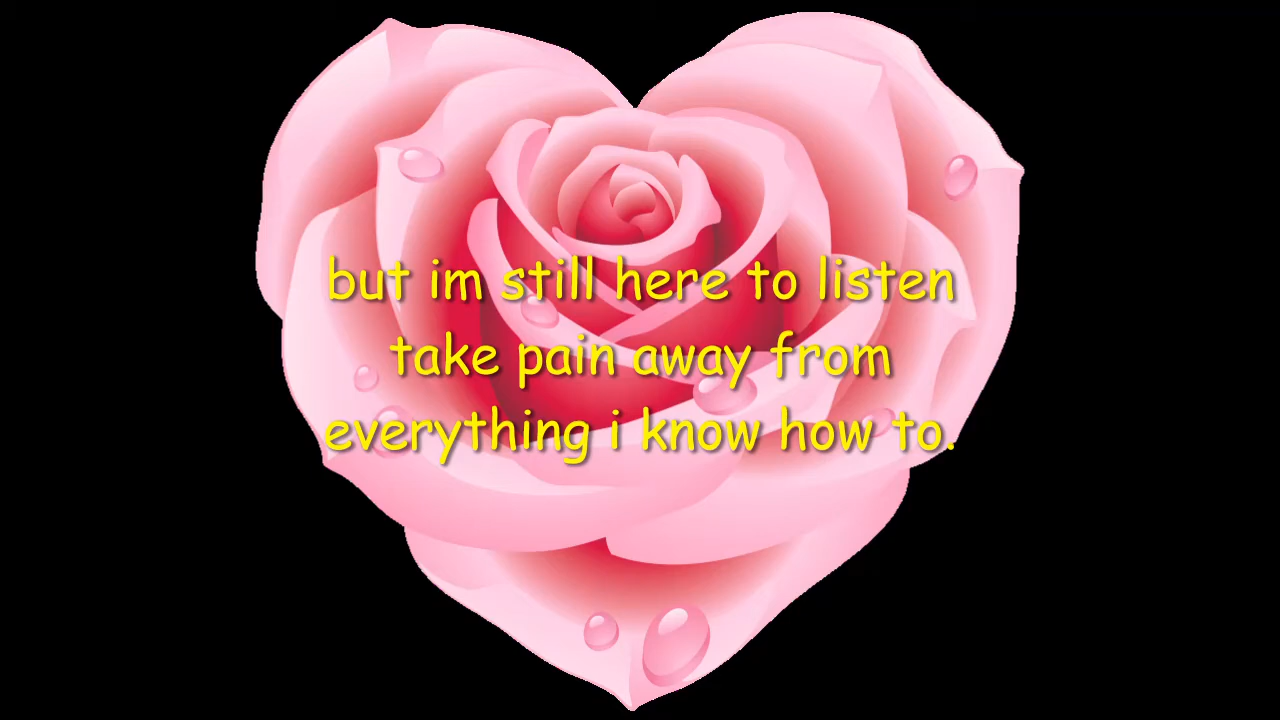 but im still here to listen
take pain away from
everything i know how to.